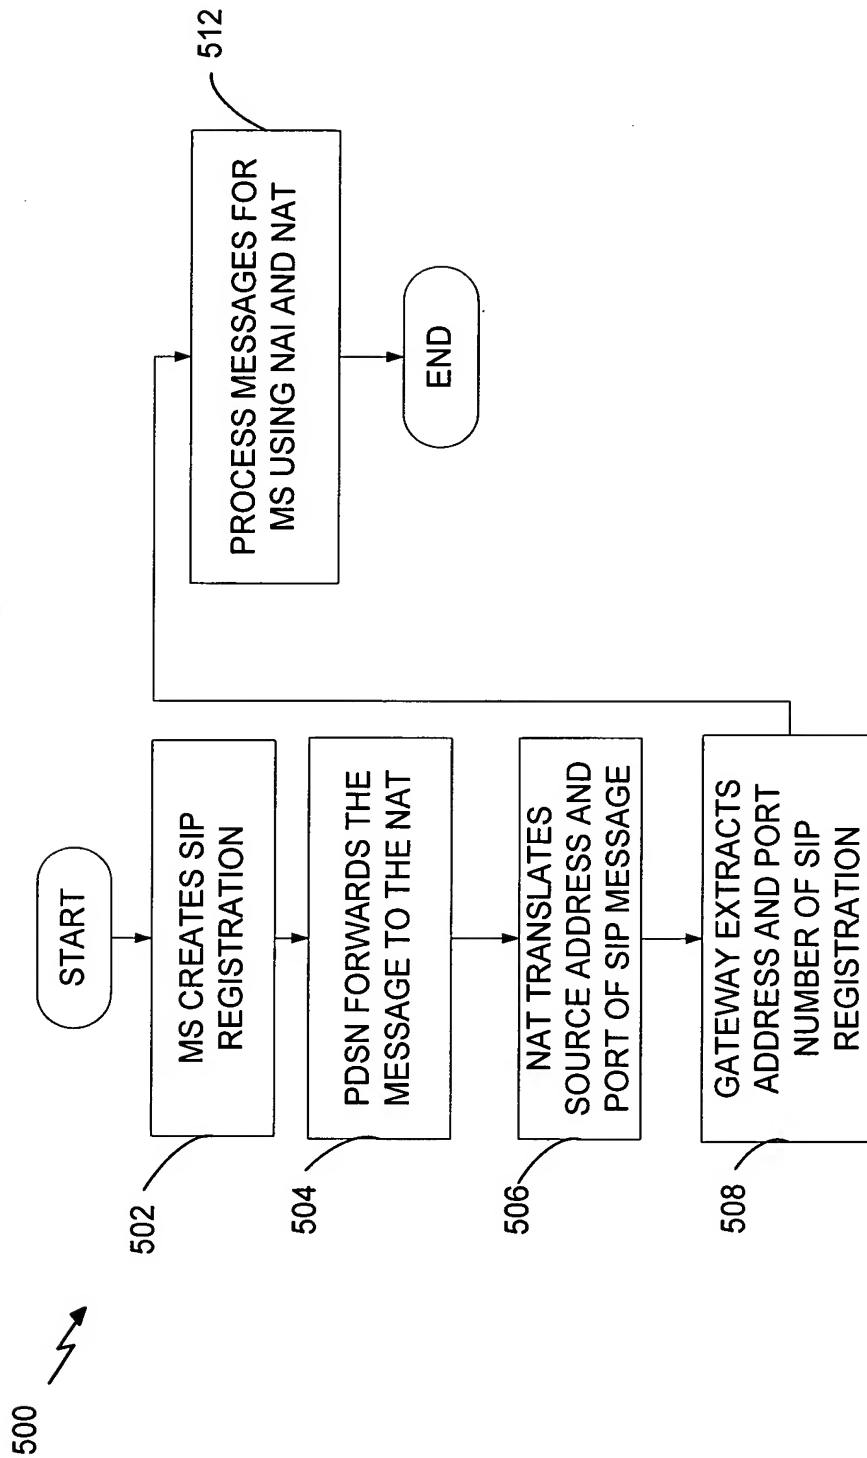 500
START
502
MS CREATES SIP
REGISTRATION
504
PDSN FORWARDS THE
MESSAGE TO THE NAT
506
NAT TRANSLATES
SOURCE ADDRESS AND
PORT OF SIP MESSAGE
508
GATEWAY EXTRACTS
ADDRESS AND PORT
NUMBER OF SIP
REGISTRATION
512
PROCESS MESSAGES FOR
MS USING NAI AND NAT
END